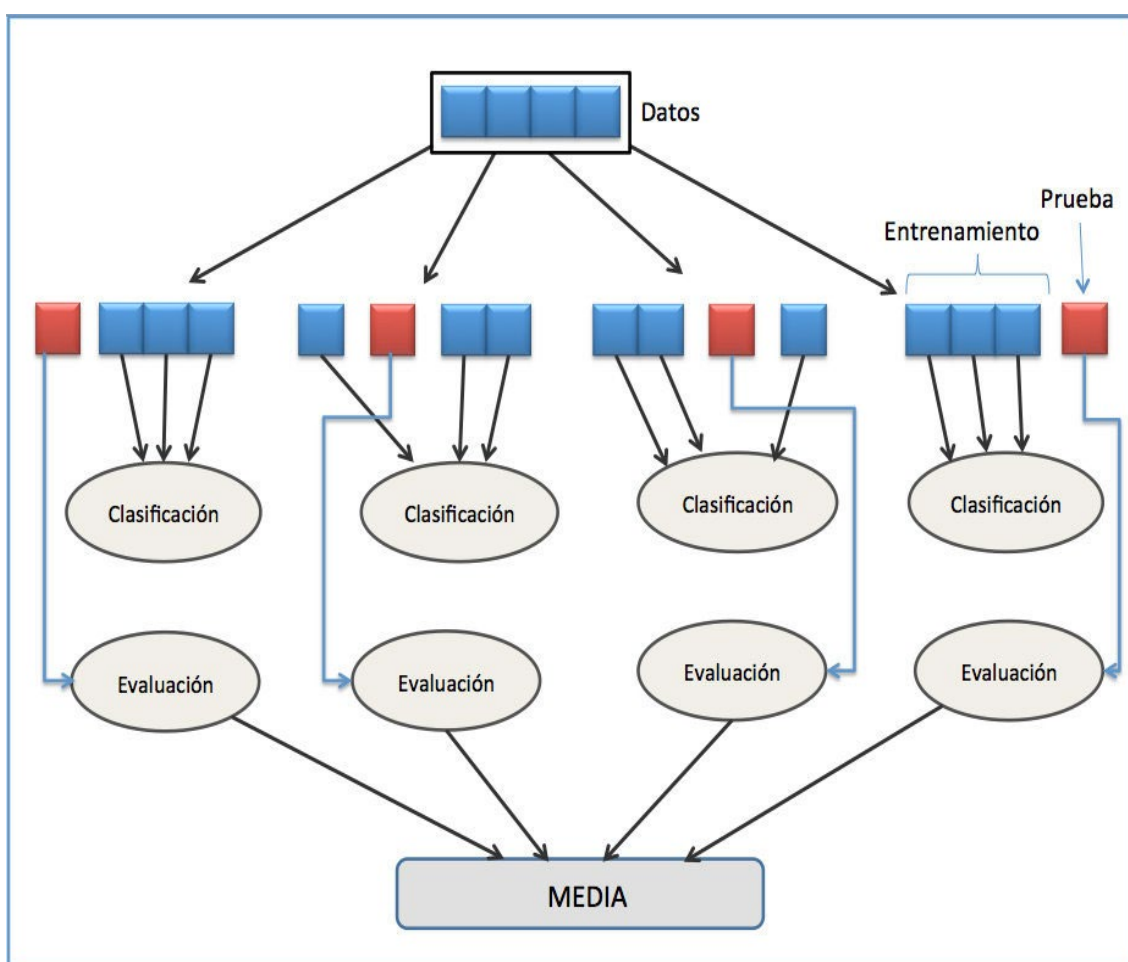 Datos
Prueba
Entrenamiento
Clasificación
Clasificación
Clasificación
Clasificación
Evaluación
Evaluación
Evaluación
Evaluación
MEDIA